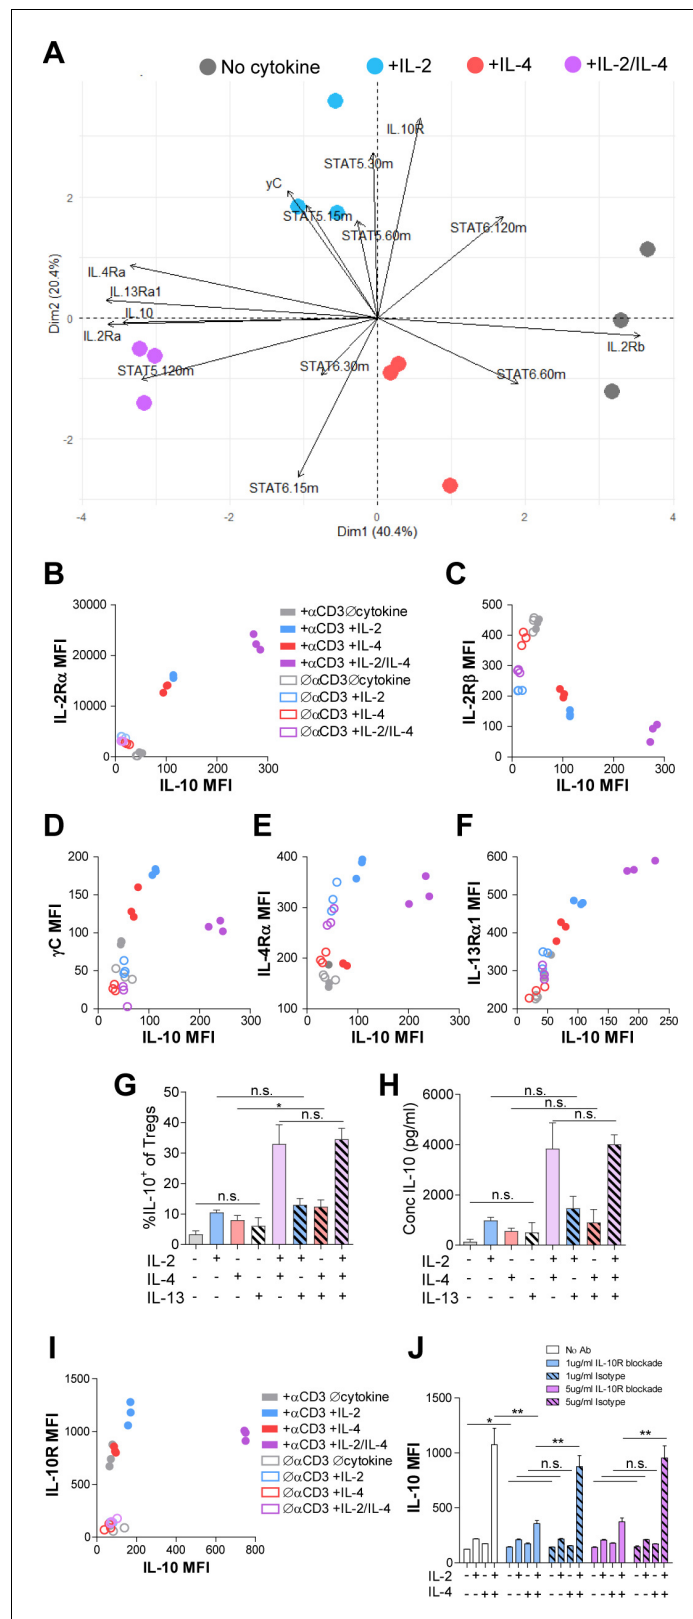 A
No cytokine
+IL-2
+IL-4
+IL-2/IL-4
IL.10R
STAT5.30m
yC
STAT5.15m
STAT5.60m
STAT6.120m
IL.4Ra
IL.13Ra1
IL.10
IL.2Ra
IL.2Rb
STAT5.120m
STAT6.30m
STAT6.60m
STAT6.15m
Dim2 (20.4%)
2
0
-2
-4
-2
0
2
4
Dim1 (40.4%)
B
IL-2Rα MFI
30000
20000
10000
0
0
100
200
300
IL-10 MFI
+αCD3∅cytokine
+αCD3 +IL-2
+αCD3 +IL-4
+αCD3 +IL-2/IL-4
∅αCD3∅cytokine
∅αCD3 +IL-2
∅αCD3 +IL-4
∅αCD3 +IL-2/IL-4
C
IL-2Rβ MFI
500
400
300
200
100
0
0
100
200
300
IL-10 MFI
D
γC MFI
200
150
100
50
0
0
100
200
300
IL-10 MFI
E
IL-4Rα MFI
400
300
200
100
0
100
200
300
IL-10 MFI
F
IL-13Rα1 MFI
600
500
400
300
200
0
50
100
150
200
250
IL-10 MFI
G
%IL-10+ of Tregs
50
40
30
20
10
0
n.s.
*
n.s.
n.s.
IL-2 - + - - + + - +
IL-4 - - + - + - + +
IL-13 - - - + - + + +
H
Conc IL-10 (pg/ml)
6000
4000
2000
0
n.s.
n.s.
n.s.
n.s.
IL-2 - + - - + + - +
IL-4 - - + - + - + +
IL-13 - - - + - + + +
I
IL-10R MFI
1500
1000
500
0
0
200
400
600
800
IL-10 MFI
+αCD3 ∅cytokine
+αCD3 +IL-2
+αCD3 +IL-4
+αCD3 +IL-2/IL-4
∅αCD3 ∅cytokine
∅αCD3 +IL-2
∅αCD3 +IL-4
∅αCD3 +IL-2/IL-4
J
No Ab
1ug/ml IL-10R blockade
1ug/ml Isotype
5ug/ml IL-10R blockade
5ug/ml Isotype
IL-10 MFI
1500
1000
500
0
*
**
**
n.s.
**
n.s.
IL-2 - + - + - + - + - + - + - + - + - + - +
IL-4 - - + + - - + + - - + + - - + + - - + +